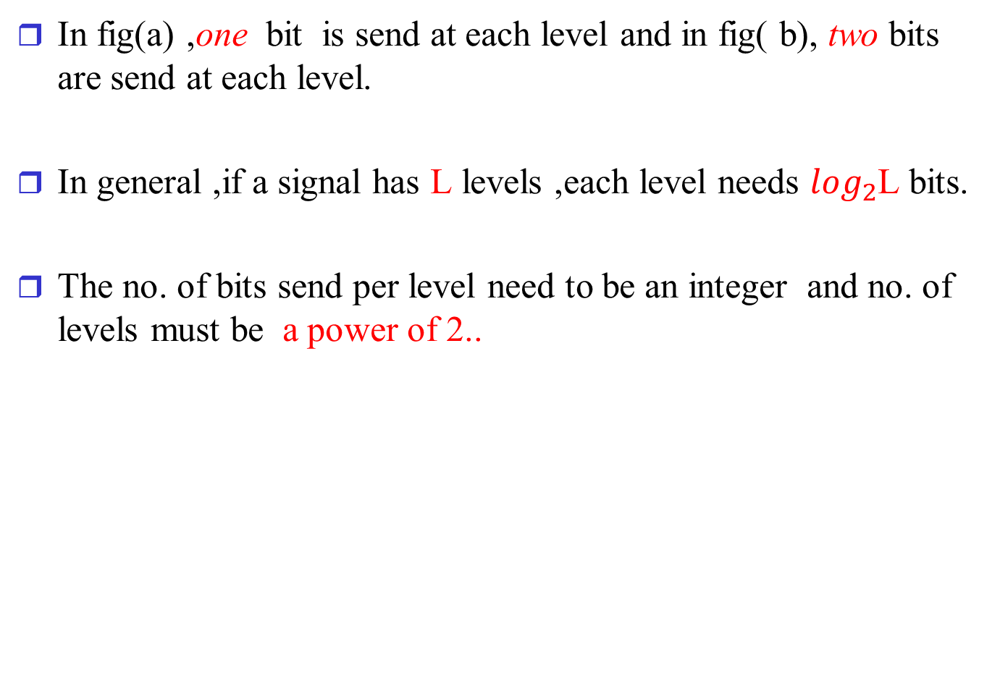 In fig(a) ,one bit is send at each level and in fig( b), two bits
are send at each level.
In general ,if a signal has L levels ,each level needs log₂L bits.
The no. of bits send per level need to be an integer and no. of
levels must be a power of 2..